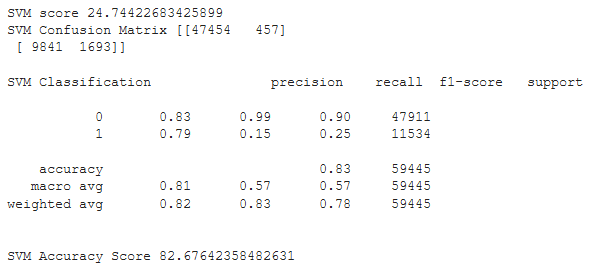 SVM score 24.74422683425899
SVM Confusion Matrix [[47454   457]
 [ 9841  1693]]
SVM Classification               precision    recall  f1-score   support
0       0.83      0.99      0.90     47911
1       0.79      0.15      0.25     11534
accuracy                           0.83     59445
macro avg       0.81      0.57      0.57     59445
weighted avg       0.82      0.83      0.78     59445
SVM Accuracy Score 82.67642358482631